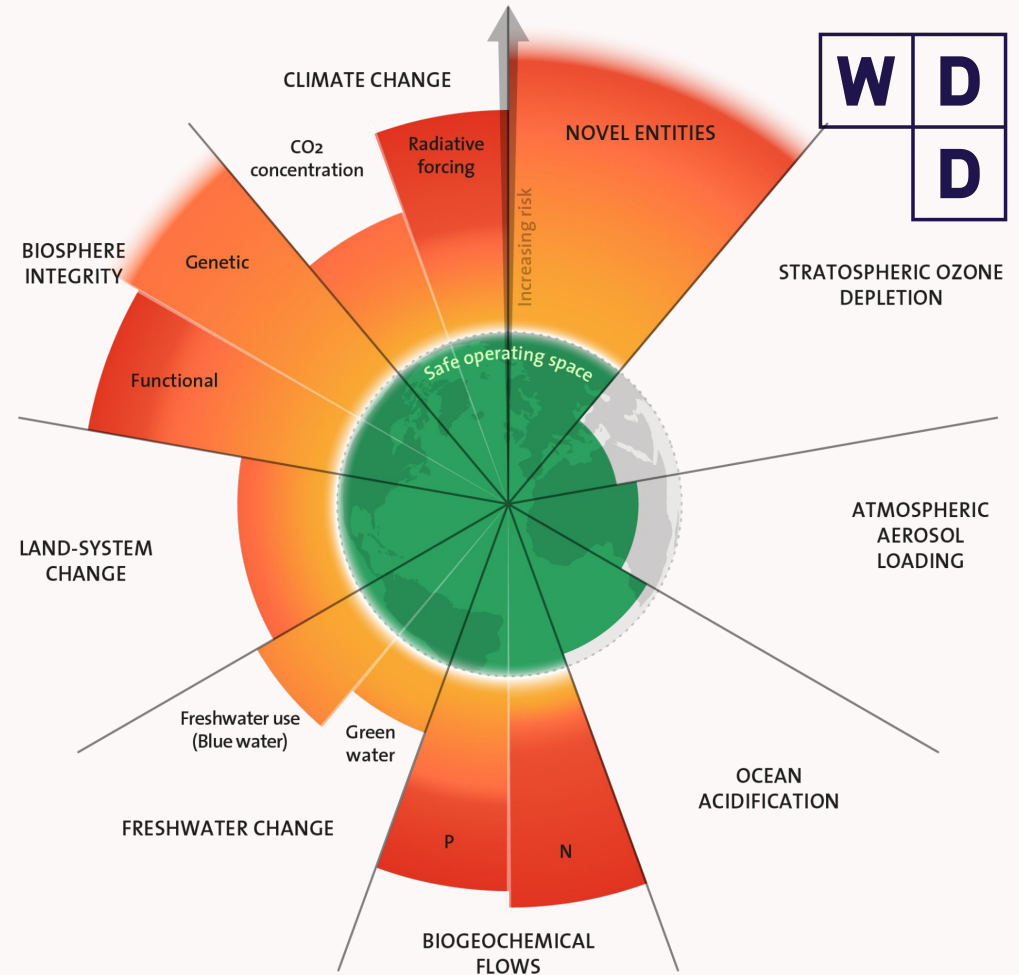 CLIMATE CHANGE
CO2
concentration
Radiative
forcing
NOVEL ENTITIES
W D
D
Increasing risk
BIOSPHERE
INTEGRITY
Genetic
Functional
STRATOSPHERIC OZONE
DEPLETION
Safe operating space
ATMOSPHERIC
AEROSOL
LOADING
LAND-SYSTEM
CHANGE
Freshwater use
(Blue water)
Green
water
FRESHWATER CHANGE
OCEAN
ACIDIFICATION
P
N
BIOGEOCHEMICAL
FLOWS